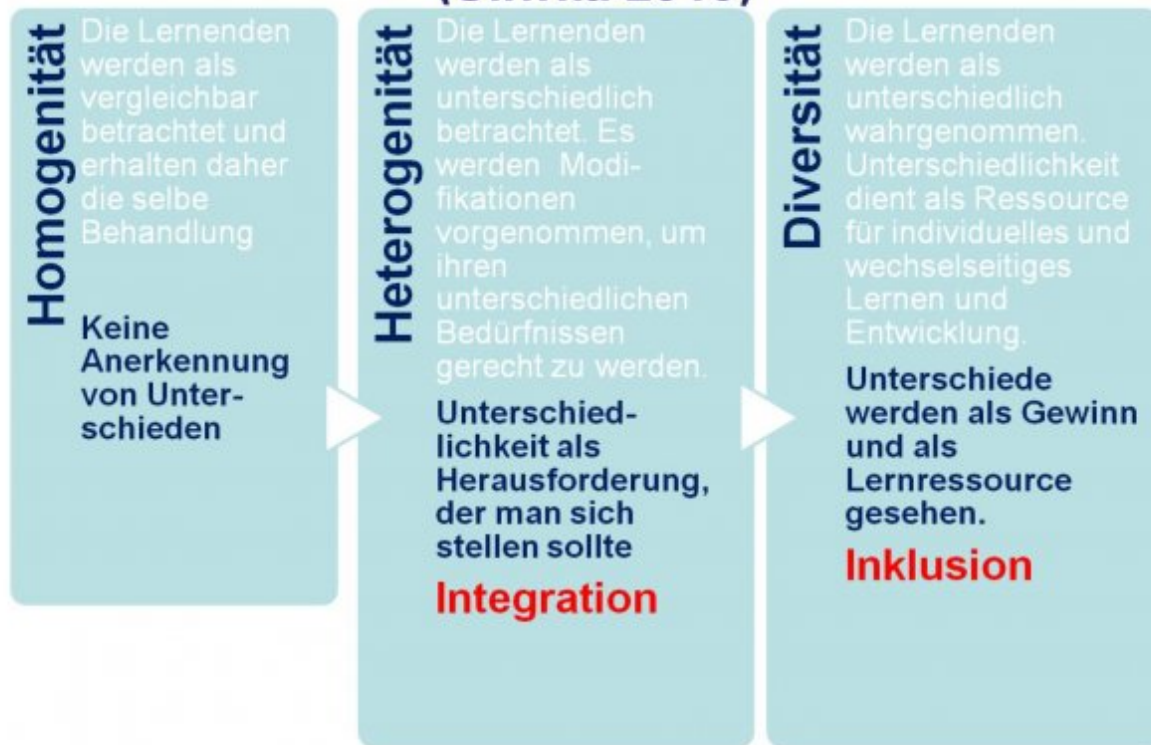 Homogenität
Die Lernenden
werden als
vergleichbar
betrachtet und
erhalten daher
die selbe
Behandlung
Keine
Anerkennung
von Unter-
schieden
Heterogenität
Die Lernenden
werden als
unterschiedlich
betrachtet. Es
werden Modi-
fikationen
vorgenommen, um
ihren
unterschiedlichen
Bedürfnissen
gerecht zu werden.
Unterschied-
lichkeit als
Herausforderung,
der man sich
stellen sollte
Integration
Diversität
Die Lernenden
werden als
unterschiedlich
wahrgenommen.
Unterschiedlichkeit
dient als Ressource
für individuelles und
wechselseitiges
Lernen und
Entwicklung.
Unterschiede
werden als Gewinn
und als
Lernressource
gesehen.
Inklusion